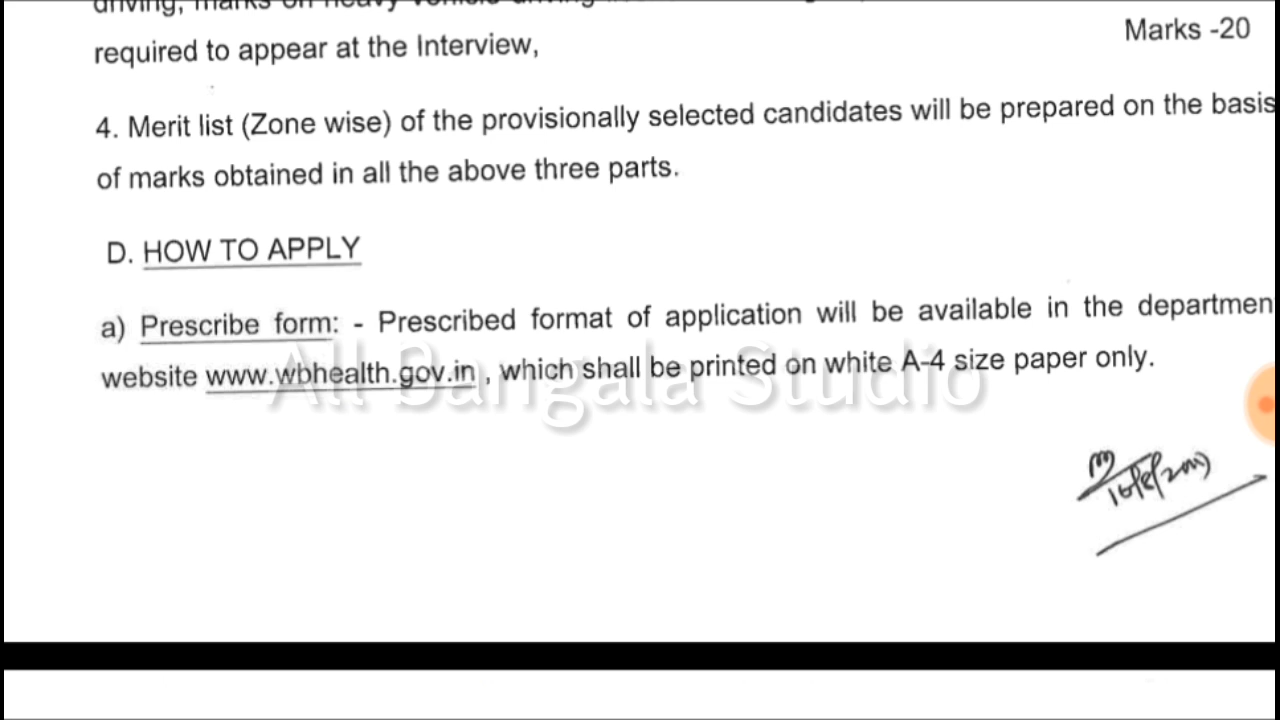 required to appear at the Interview,
Marks -20
4. Merit list (Zone wise) of the provisionally selected candidates will be prepared on the basis
of marks obtained in all the above three parts.
D. HOW TO APPLY
a) Prescribe form: - Prescribed format of application will be available in the departmen
website www.wbhealth.gov.in , which shall be printed on white A-4 size paper only.
All Bangala Studio